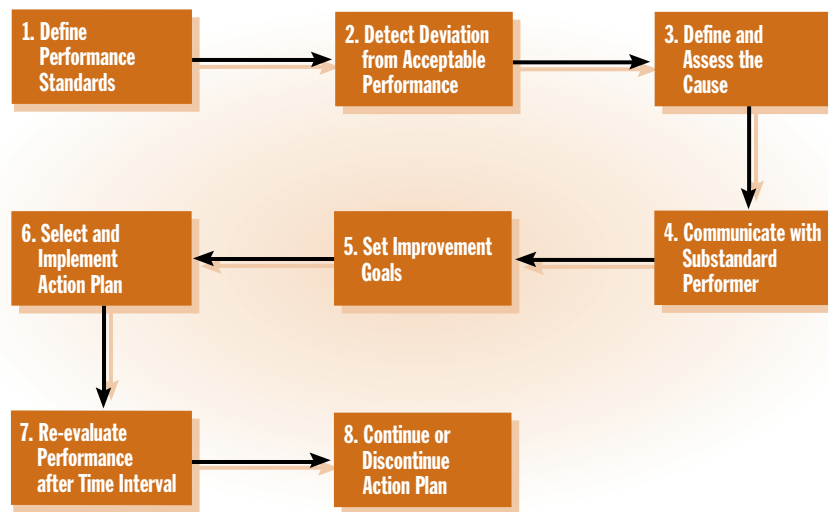 1. Define
Performance
Standards
2. Detect Deviation
from Acceptable
Performance
3. Define and
Assess the
Cause
4. Communicate with
Substandard
Performer
5. Set Improvement
Goals
6. Select and
Implement
Action Plan
7. Re-evaluate
Performance
after Time Interval
8. Continue or
Discontinue
Action Plan